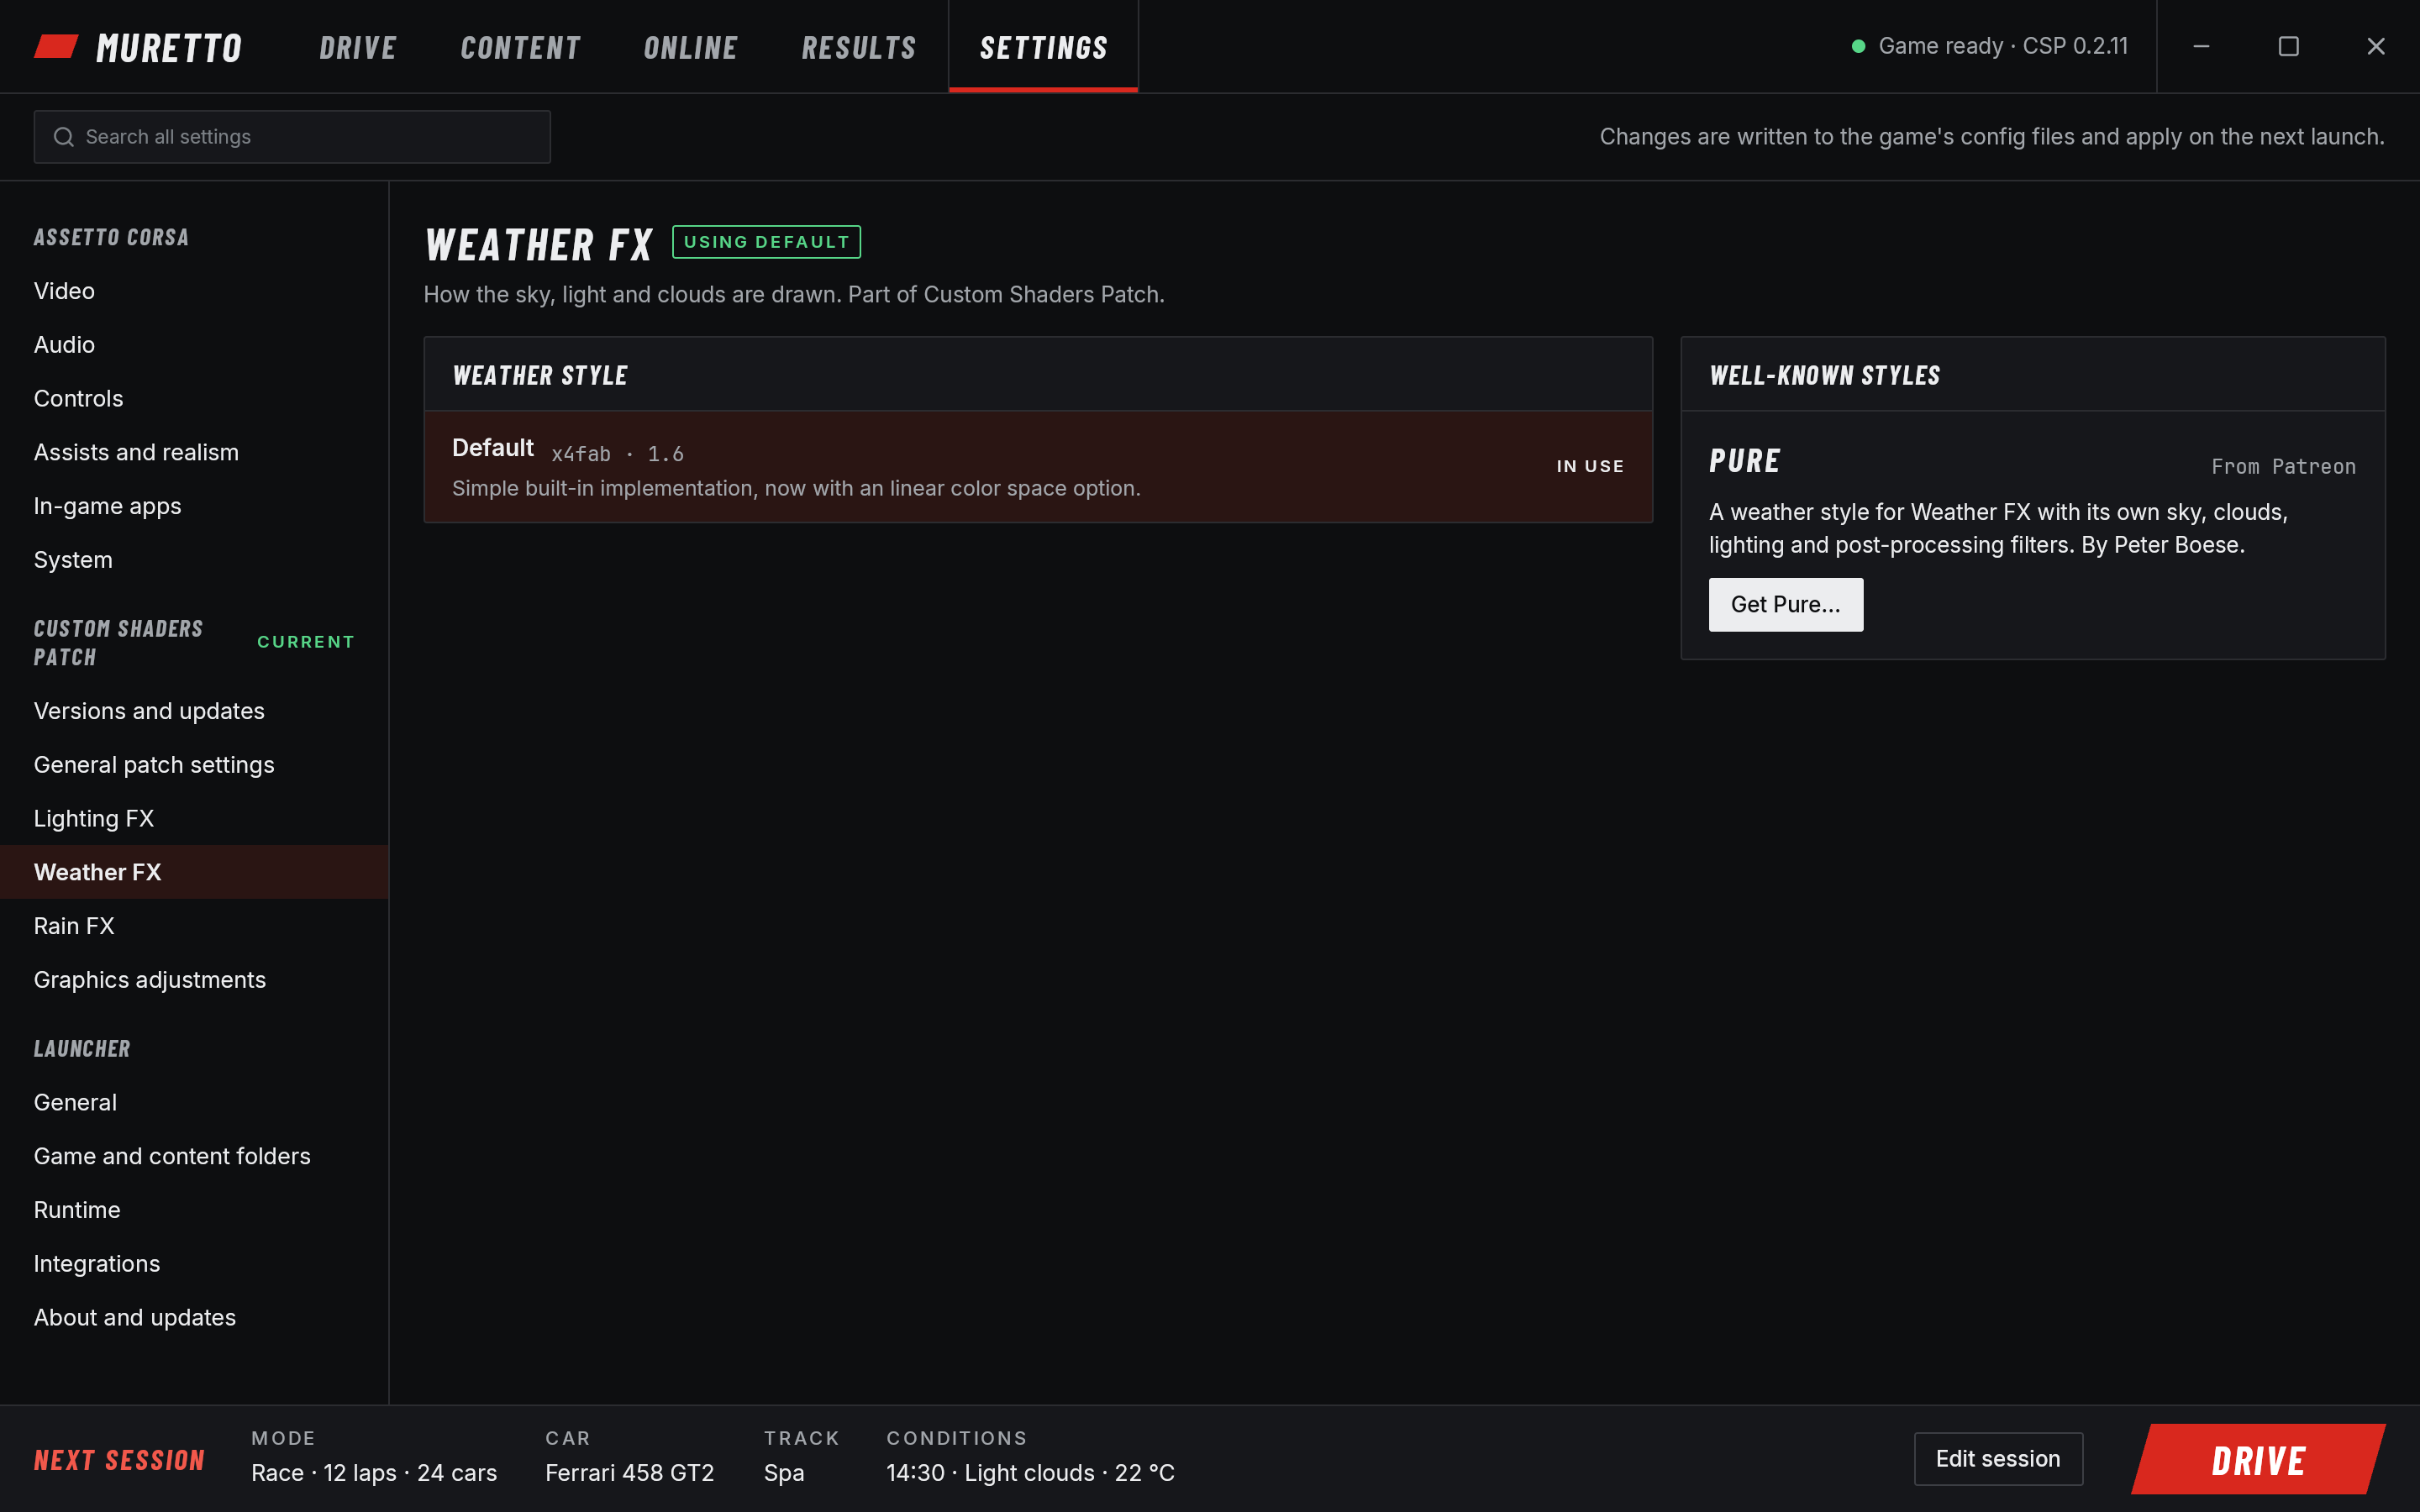 MURETTO
DRIVE
CONTENT
ONLINE
RESULTS
SETTINGS
Game ready · CSP 0.2.11
Search all settings
Changes are written to the game's config files and apply on the next launch.
ASSETTO CORSA
Video
Audio
Controls
Assists and realism
In-game apps
System
CUSTOM SHADERS
PATCH
CURRENT
Versions and updates
General patch settings
Lighting FX
Weather FX
Rain FX
Graphics adjustments
LAUNCHER
General
Game and content folders
Runtime
Integrations
About and updates
WEATHER FX
USING DEFAULT
How the sky, light and clouds are drawn. Part of Custom Shaders Patch.
WEATHER STYLE
Default x4fab · 1.6
Simple built-in implementation, now with an linear color space option.
IN USE
WELL-KNOWN STYLES
PURE
From Patreon
A weather style for Weather FX with its own sky, clouds,
lighting and post-processing filters. By Peter Boese.
Get Pure...
NEXT SESSION
MODE
Race · 12 laps · 24 cars
CAR
Ferrari 458 GT2
TRACK
Spa
CONDITIONS
14:30 · Light clouds · 22 °C
Edit session
DRIVE